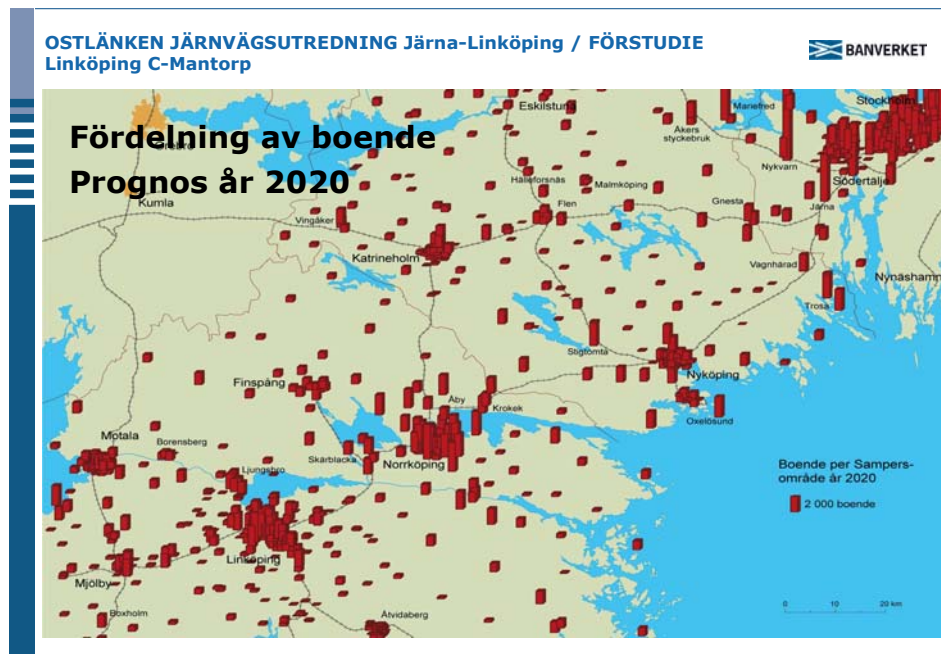 OSTLÄNKEN JÄRNVÄGSUTREDNING Järna-Linköping / FÖRSTUDIE
Linköping C-Mantorp
BANVERKET
Fördelning av boende
Prognos år 2020
Eskilstuna
Mariefred
Stockholm
Åkers
styckebruk
Örebro
Nykvarn
Hälleforsnäs
Malmköping
Södertälje
Kumla
Vingåker
Flen
Gnesta
Järna
Katrineholm
Vagnhärad
Nynäshamn
Trosa
Stigtomta
Finspång
Nyköping
Åby
Krokek
Oxelösund
Motala
Borensberg
Skärblacka
Norrköping
Ljungsbro
Boende per Sampers-
område år 2020
2 000 boende
Linköping
Mjölby
Boxholm
Åtvidaberg
0 10 20 km